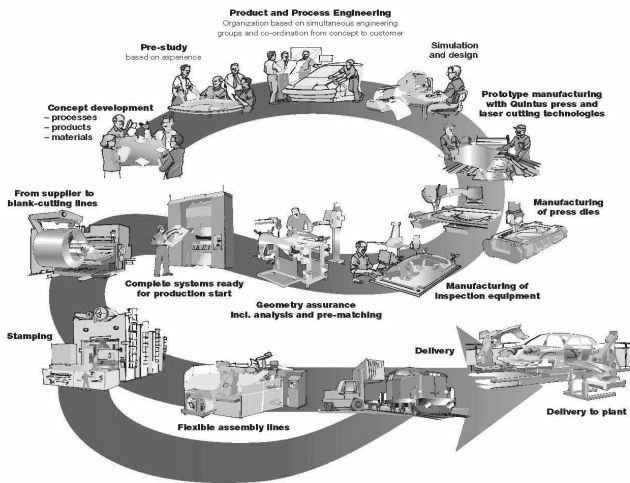 Product and Process Engineering
Organization based on simultaneous engineering
groups and co-ordination from concept to customer
Pre-study
based on experience
Simulation
and design
Concept development
– processes
– products
– materials
Prototype manufacturing
with Quintus press and
laser cutting technologies
From supplier to
blank-cutting lines
Manufacturing
of press dies
Complete systems ready
for production start
Geometry assurance
incl. analysis and pre-matching
Manufacturing of
inspection equipment
Stamping
Delivery
Flexible assembly lines
Delivery to plant